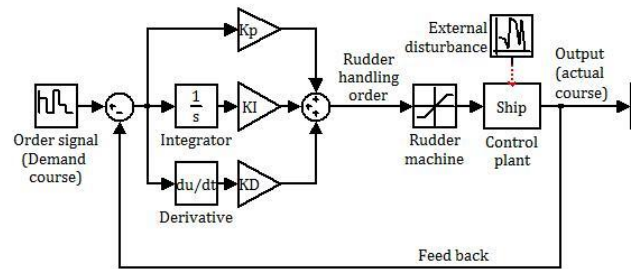 Kp
External
disturbance
Rudder
handling
order
Output
(actual
course)
1
s
KI
Ship
Order signal
(Demand
course)
Integrator
Rudder
machine
Control
plant
du/dt
KD
Derivative
Feed back